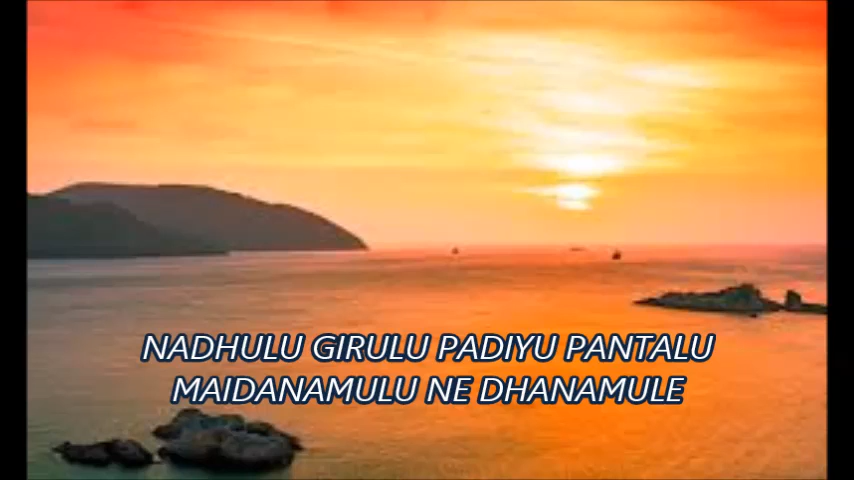 NADHULU GIRULU PADIYU PANTALU
MAIDANAMULU NE DHANAMULE